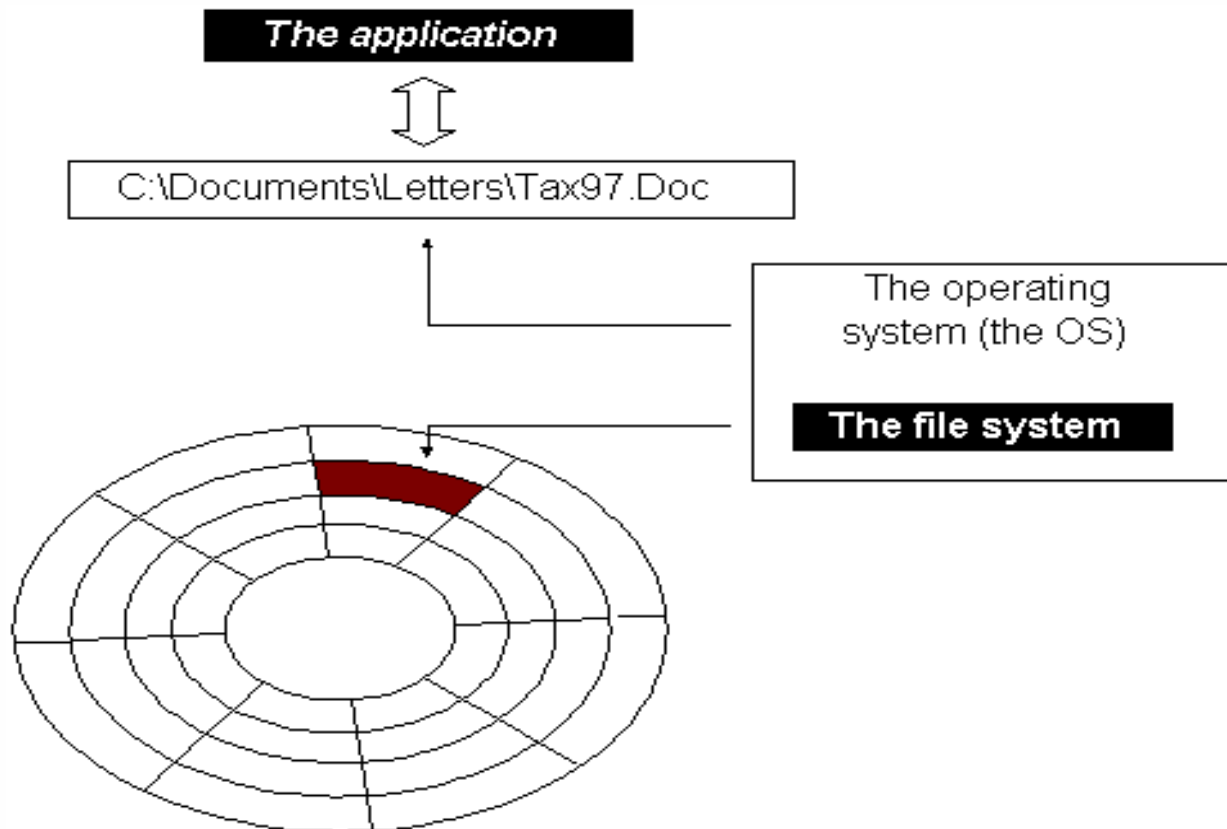 The application
C:\Documents\Letters\Tax97.Doc
The operating
system (the OS)
The file system